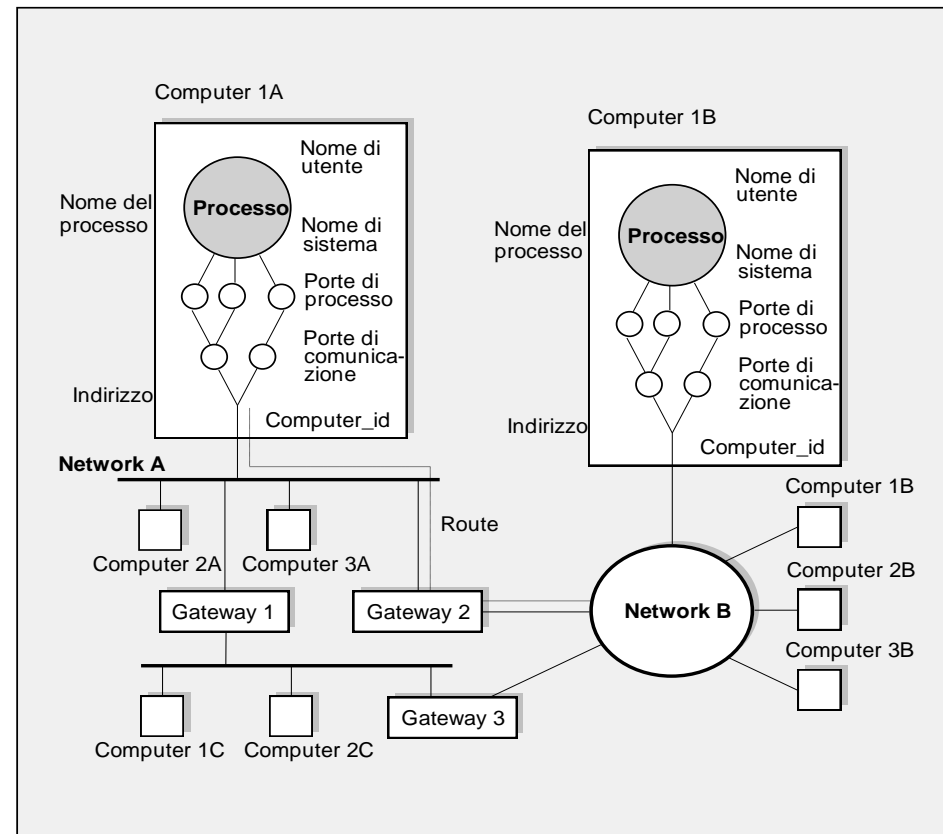 Computer 1A
Computer 1B
Nome di
utente
Nome del
processo
Processo
Nome di
sistema
Porte di
processo
Porte di
comunica-
zione
Indirizzo
Computer_id
Nome di
utente
Nome del
processo
Processo
Nome di
sistema
Porte di
processo
Porte di
comunica-
zione
Indirizzo
Computer_id
Network A
Computer 2A
Computer 3A
Route
Computer 1B
Gateway 1
Gateway 2
Network B
Computer 2B
Computer 3B
Gateway 3
Computer 1C
Computer 2C